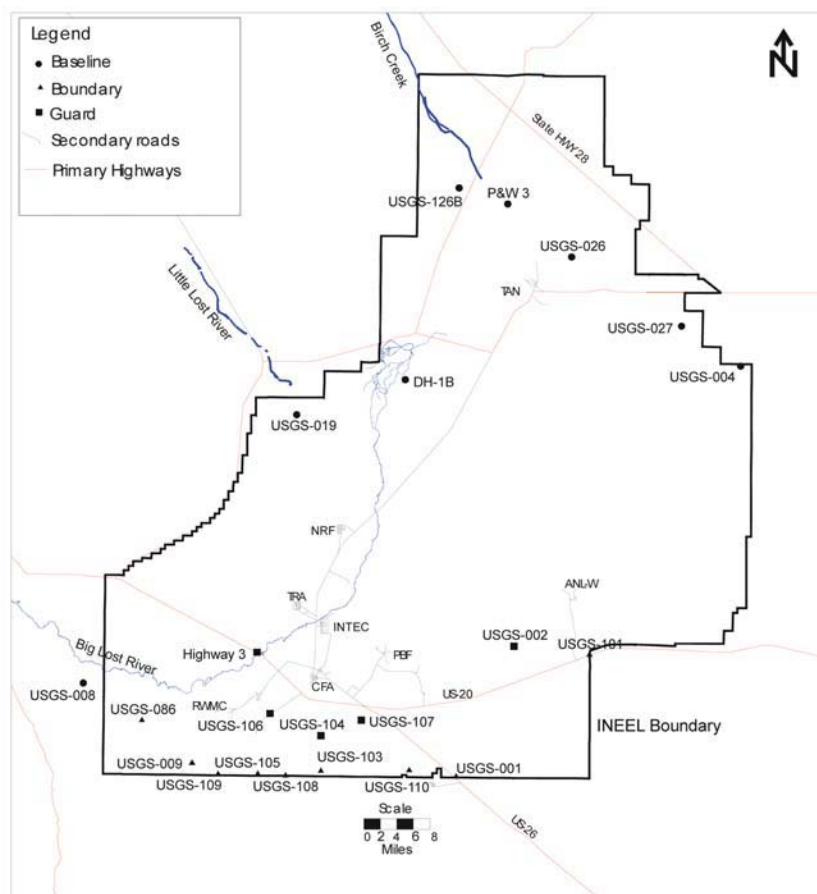 Legend
Baseline
Boundary
Guard
Secondary roads
Primary Highways
Birch Creek
N
State HWY 28
USGS-126B
P&W 3
USGS-026
TAN
Little Lost River
USGS-027
USGS-004
DH-1B
USGS-019
NRF
ANL-W
TRA
INTEC
Highway 3
PBF
USGS-002
USGS-101
Big Lost River
CFA
USGS-008
RWMC
US-20
USGS-086
USGS-106
USGS-104
USGS-107
INEEL Boundary
USGS-009
USGS-105
USGS-103
USGS-001
USGS-109
USGS-108
USGS-110
Scale
0 2 4 6 8
Miles
US-26